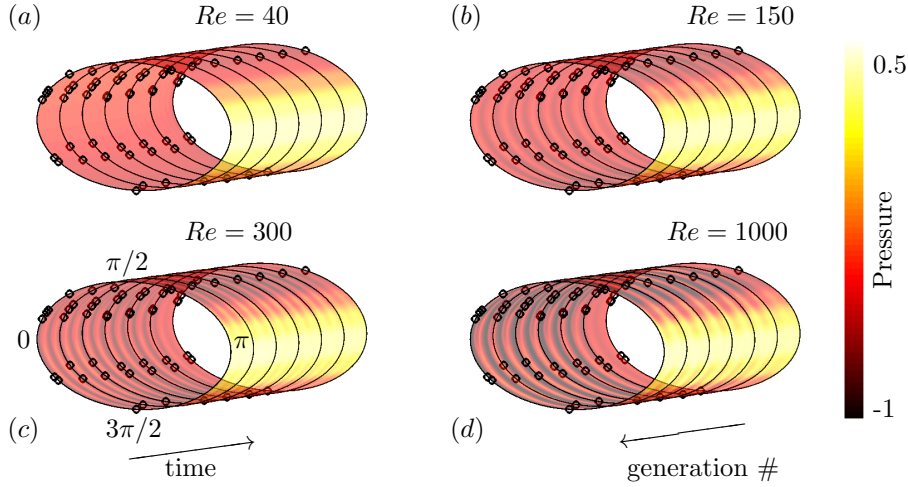 (a) Re = 40
(b) Re = 150
0.5
Pressure
-1
Re = 300
Re = 1000
π/2
0
π
3π/2
(c)
(d)
time
generation #